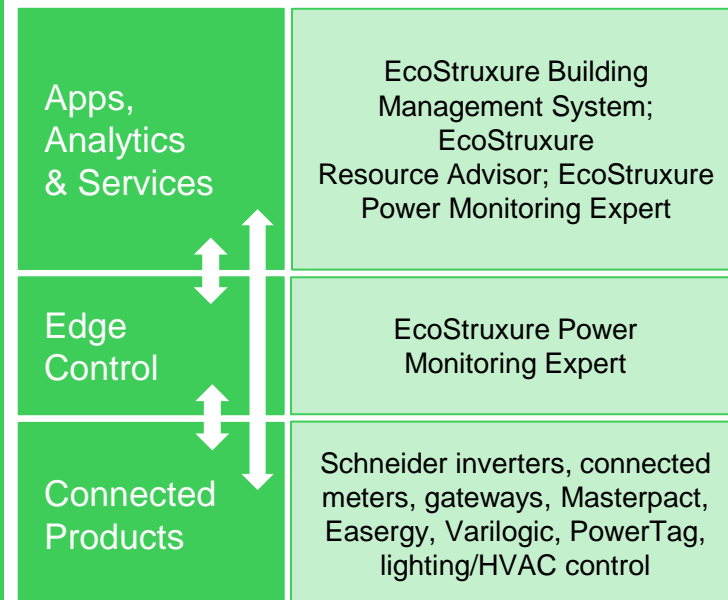 Apps,
Analytics
& Services
EcoStruxure Building
Management System;
EcoStruxure
Resource Advisor; EcoStruxure
Power Monitoring Expert
Edge
Control
EcoStruxure Power
Monitoring Expert
Connected
Products
Schneider inverters, connected
meters, gateways, Masterpact,
Easergy, Varilogic, PowerTag,
lighting/HVAC control